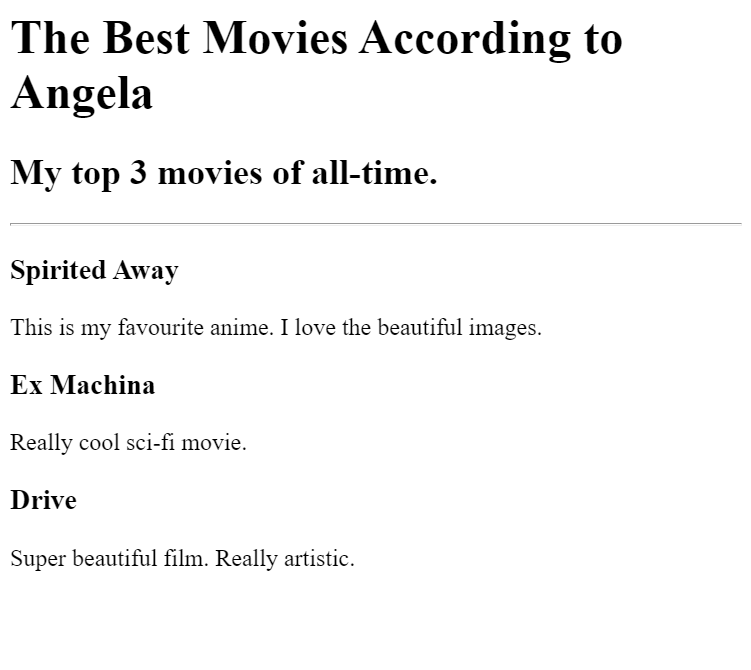 The Best Movies According to
Angela
My top 3 movies of all-time.
Spirited Away
This is my favourite anime. I love the beautiful images.
Ex Machina
Really cool sci-fi movie.
Drive
Super beautiful film. Really artistic.